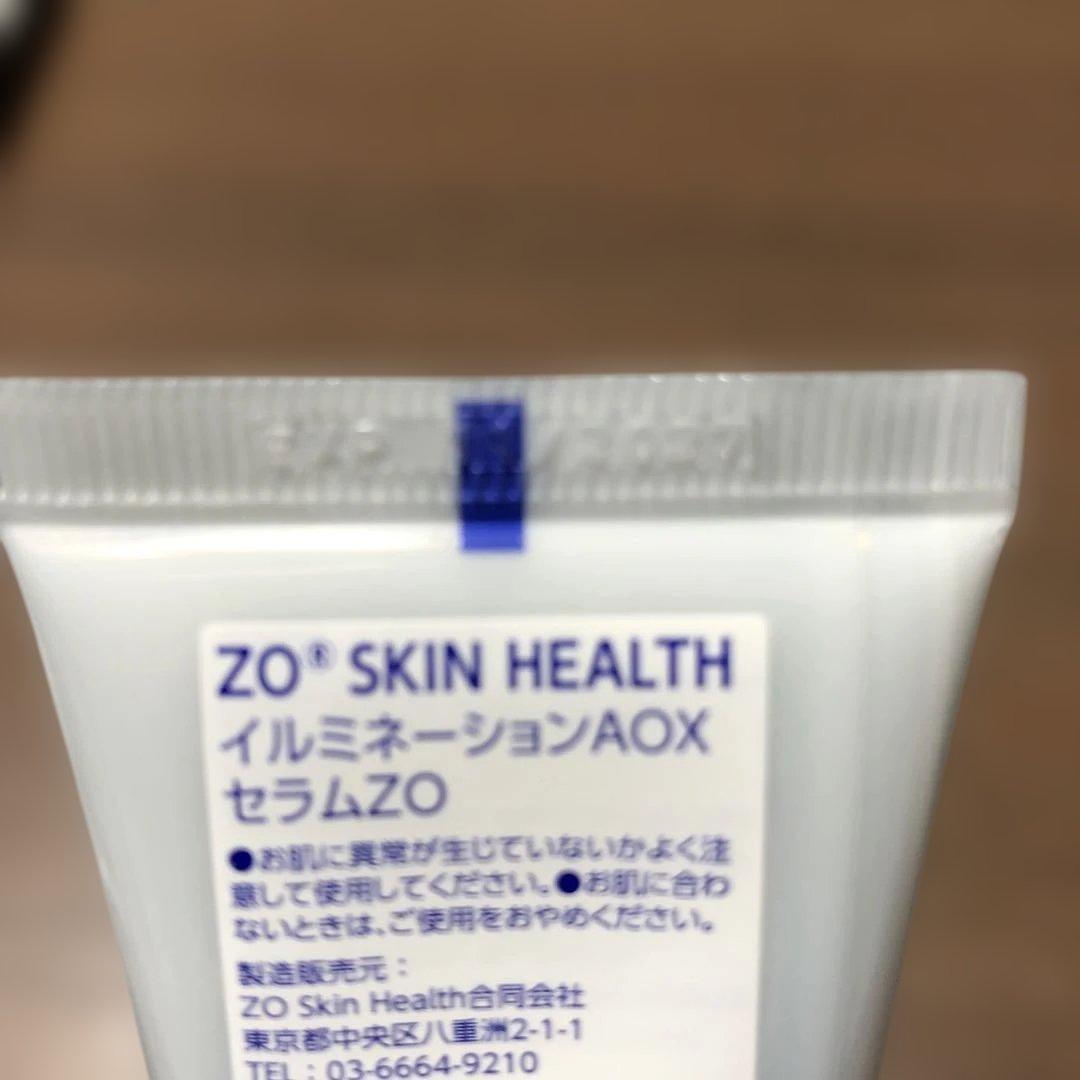 EXP
ZO® SKIN HEALTH
イルミネーションAOX
セラムZO
●お肌に異常が生じていないかよく注
意して使用してください。●お肌に合わ
ないときは、ご使用をおやめください。
製造販売元：
ZO Skin Health合同会社
東京都中央区八重洲2-1-1
TEL：03-6664-9210